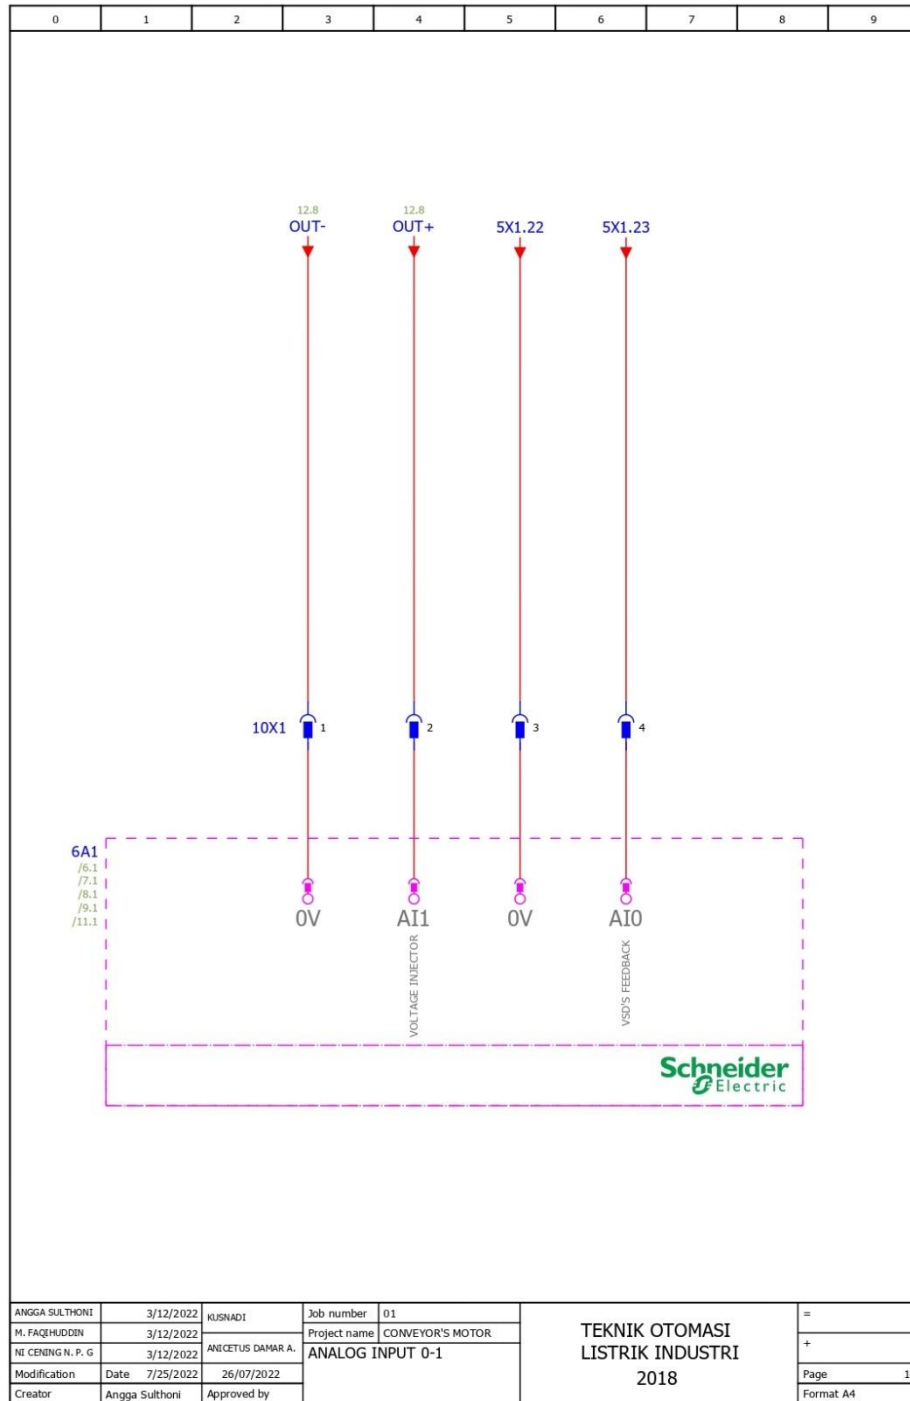 0 1 2 3 4 5 6 7 8 9
12.8 12.8
OUT- OUT+ 5X1.22 5X1.23
10X1 1 2 3 4
6A1
/6.1
/7.1
/8.1
/9.1
/11.1
0V AI1 0V AI0
VOLTAGE INJECTOR
VSD'S FEEDBACK
Schneider
Electric
ANGGA SULTHONI 3/12/2022 KUSNADI Job number 01
M. FAQIHUDDIN 3/12/2022 Project name CONVEYOR'S MOTOR
NI CENING N. P. G 3/12/2022 ANICETUS DAMAR A. ANALOG INPUT 0-1
Modification Date 7/25/2022 26/07/2022
Creator Angga Sulthoni Approved by
TEKNIK OTOMASI
LISTRIK INDUSTRI
2018
=
+
Page 1
Format A4